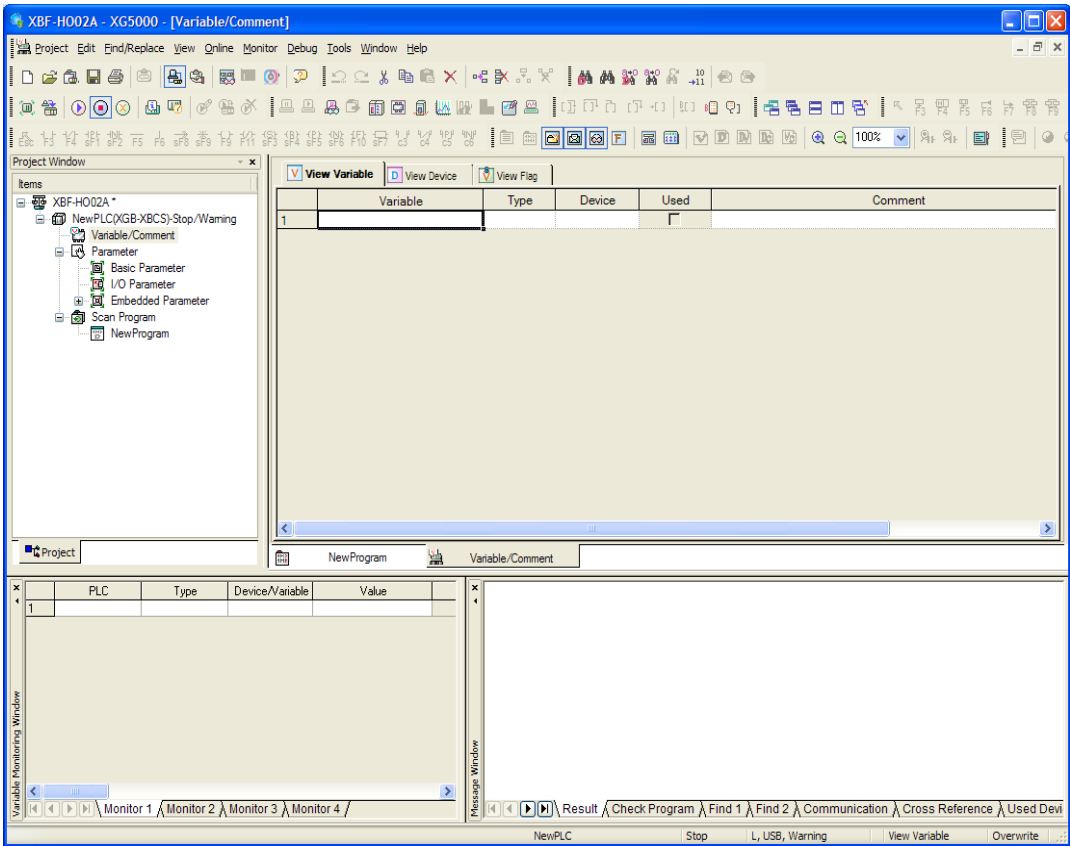 XBF-HO02A - XG5000 - [Variable/Comment]
Project Edit Find/Replace View Online Monitor Debug Tools Window Help
100%
Project Window
Items
XBF-HO02A *
NewPLC(XGB-XBCS)-Stop/Warning
Variable/Comment
Parameter
Basic Parameter
I/O Parameter
Embedded Parameter
Scan Program
NewProgram
Project
View Variable View Device View Flag
Variable Type Device Used Comment
1
NewProgram Variable/Comment
PLC Type Device/Variable Value
1
Variable Monitoring Window
Monitor 1 Monitor 2 Monitor 3 Monitor 4
Message Window
Result Check Program Find 1 Find 2 Communication Cross Reference Used Devi
NewPLC Stop L, USB, Warning View Variable Overwrite